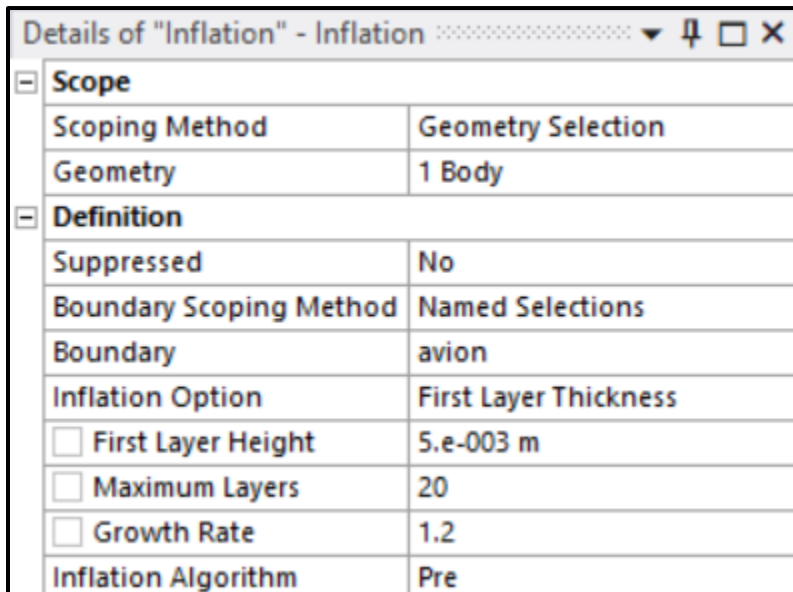 Details of "Inflation" - Inflation
Scope
Scoping Method Geometry Selection
Geometry 1 Body
Definition
Suppressed No
Boundary Scoping Method Named Selections
Boundary avion
Inflation Option First Layer Thickness
First Layer Height 5.e-003 m
Maximum Layers 20
Growth Rate 1.2
Inflation Algorithm Pre